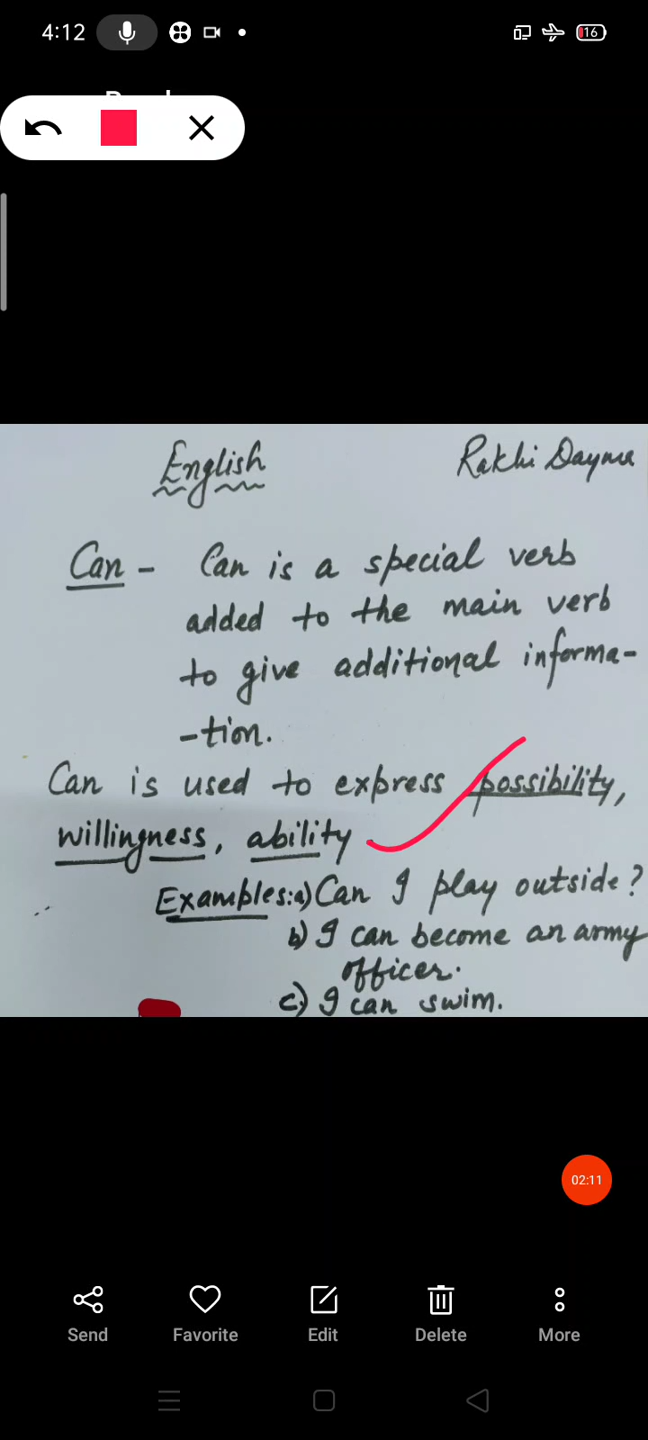 4:12
16
English
Rakhi Dayma
Can - Can is a special verb
added to the main verb
to give additional informa-
-tion.
Can is used to express possibility,
willingness, ability
Examples:a) Can I play outside?
b) I can become an army
officer.
c) I can swim.
02:11
Send
Favorite
Edit
Delete
More